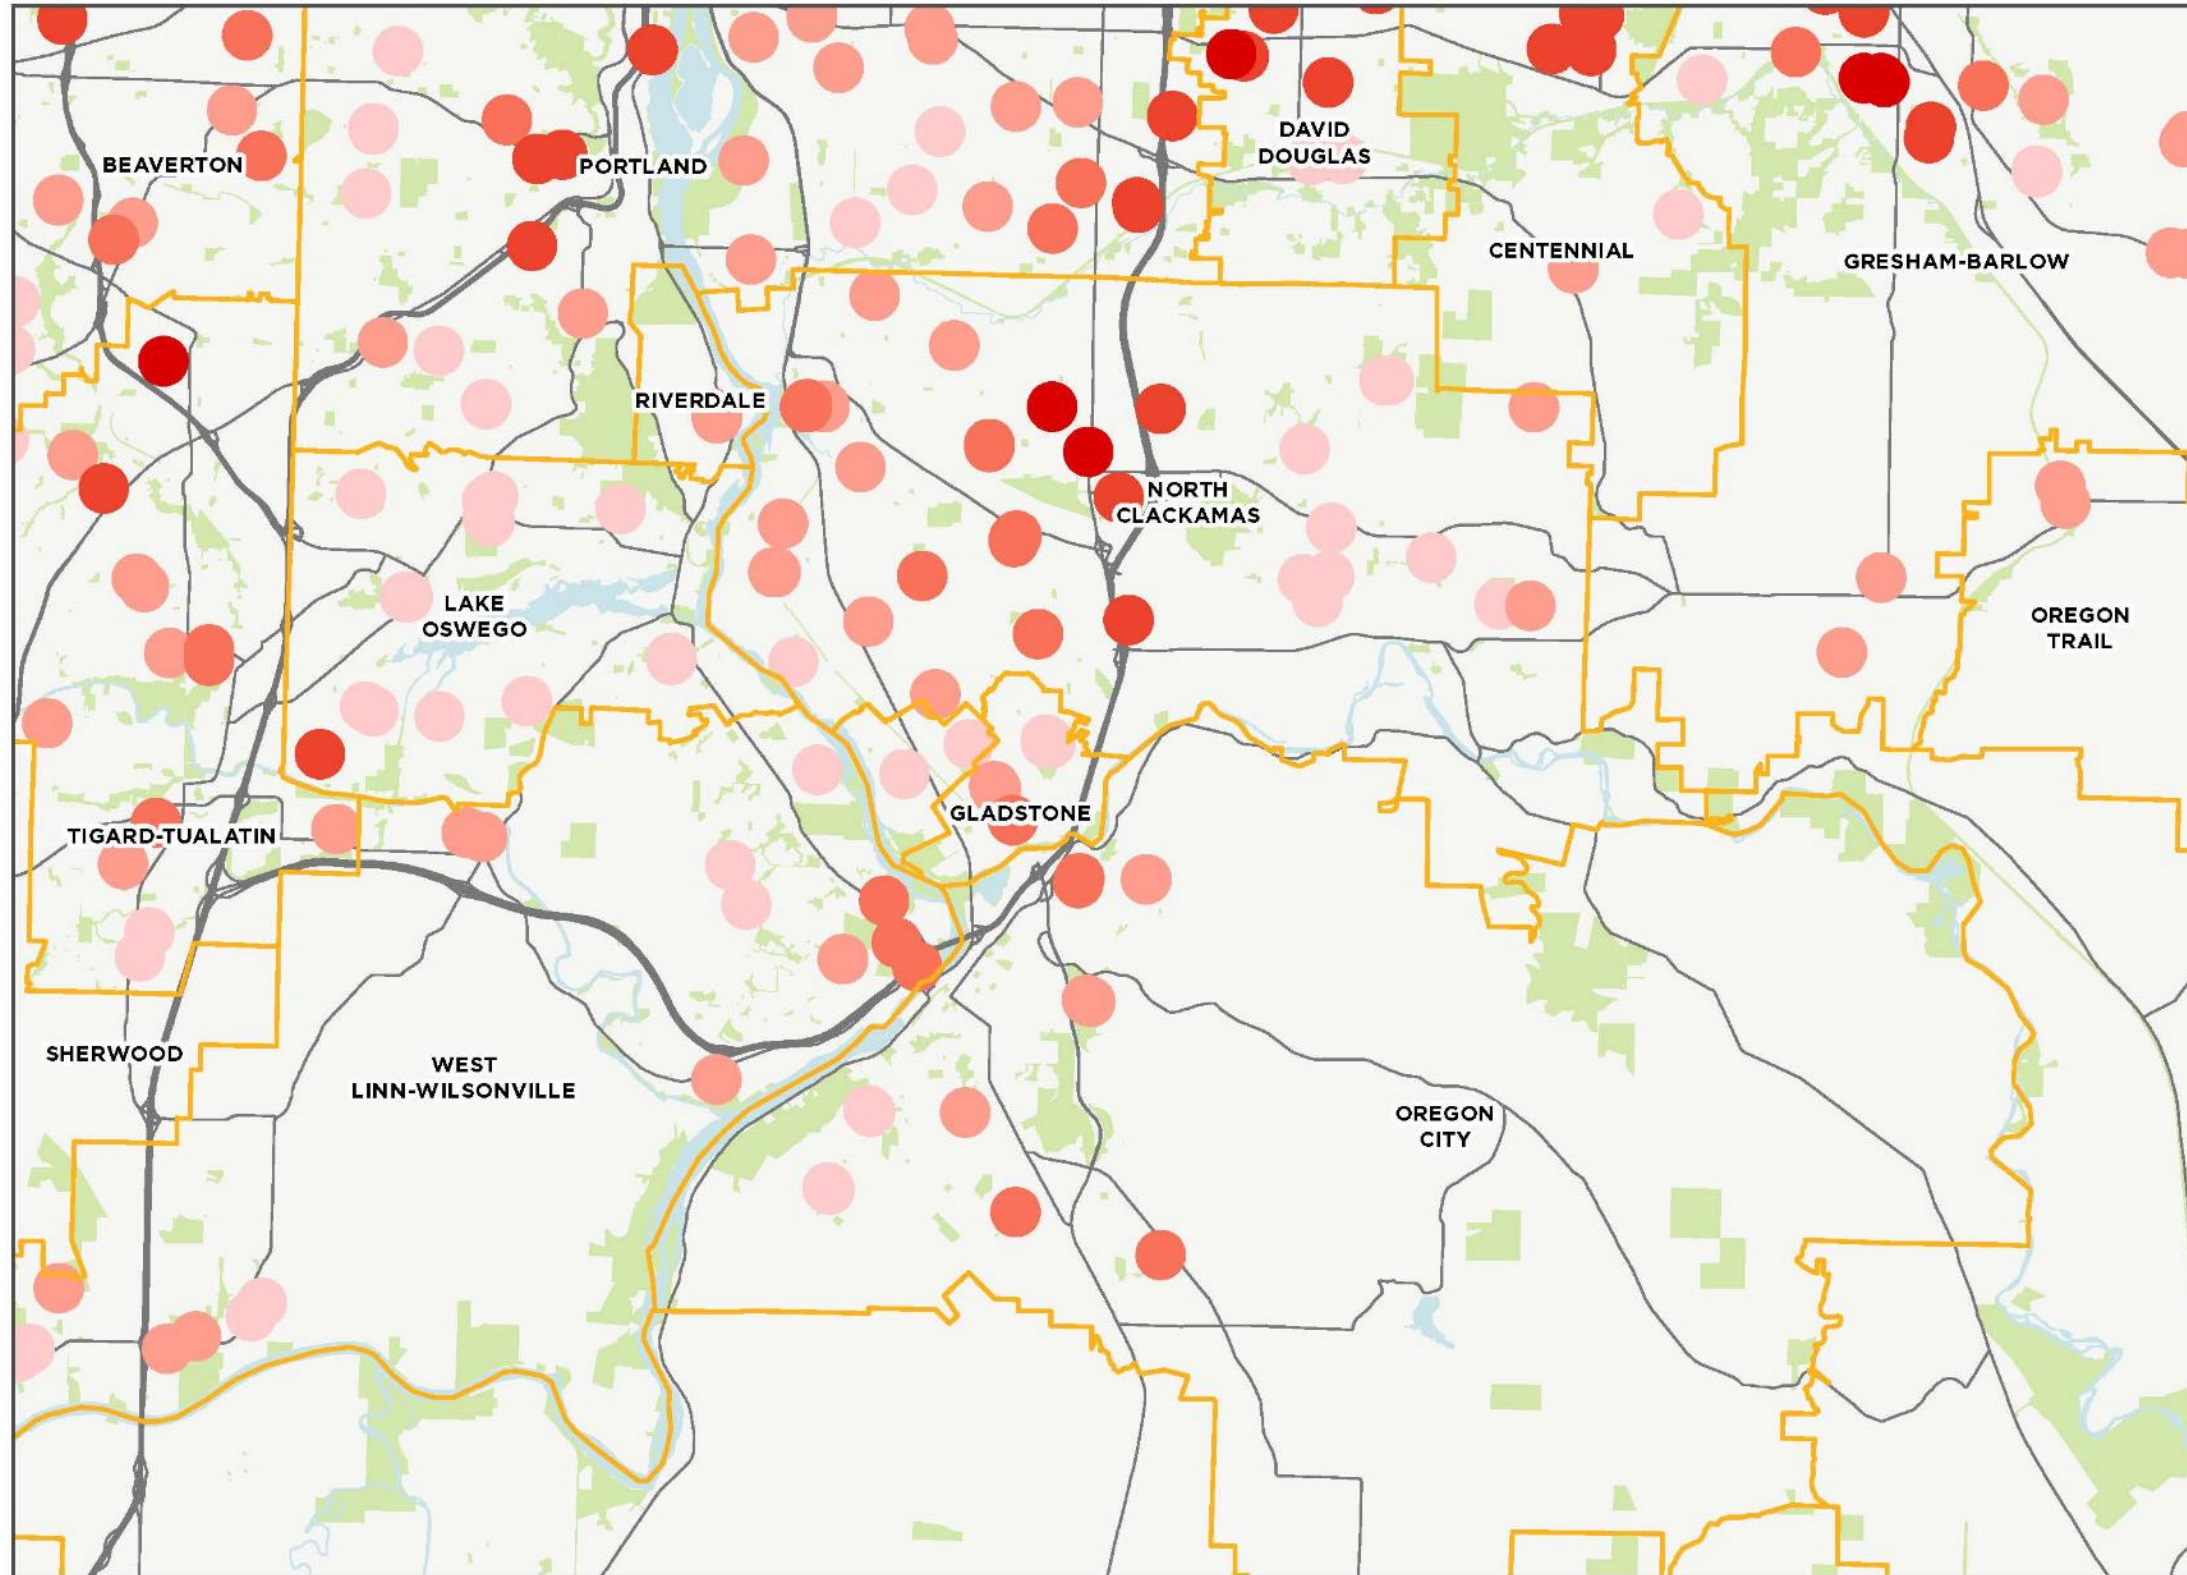 BEAVERTON
PORTLAND
DAVID
DOUGLAS
CENTENNIAL
GRESHAM-BARLOW
RIVERDALE
NORTH
CLACKAMAS
LAKE
OSWEGO
OREGON
TRAIL
GLADSTONE
TIGARD-TUALATIN
SHERWOOD
WEST
LINN-WILSONVILLE
OREGON
CITY